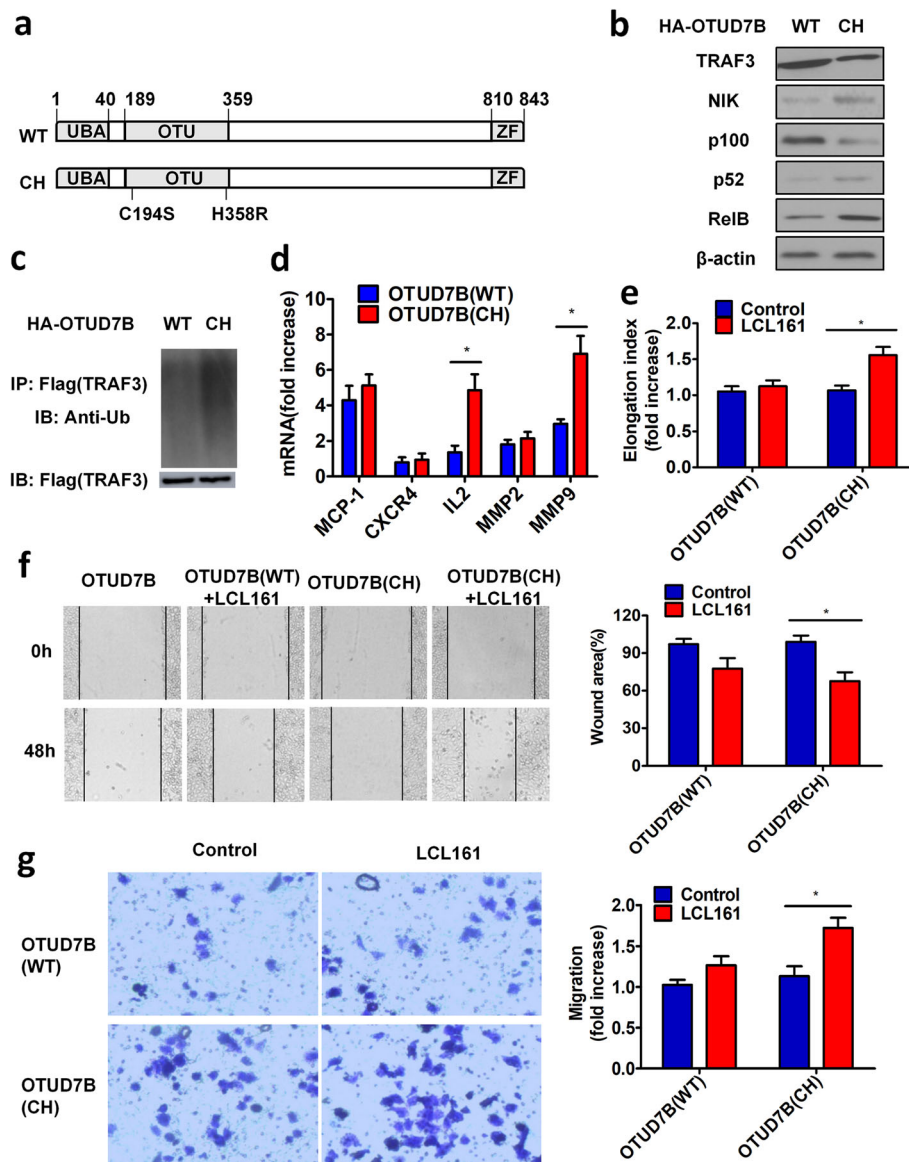 a
1 40 189 359 810 843
WT UBA OTU ZF
CH UBA OTU ZF
C194S H358R
b
HA-OTUD7B WT CH
TRAF3
NIK
p100
p52
RelB
β-actin
c
HA-OTUD7B WT CH
IP: Flag(TRAF3)
IB: Anti-Ub
IB: Flag(TRAF3)
d
OTUD7B(WT)
OTUD7B(CH)
mRNA(fold increase)
10
8
6
4
2
0
* *
MCP-1 CXCR4 IL2 MMP2 MMP9
e
Control
LCL161
Elongation index
(fold increase)
2.0
1.5
1.0
0.5
0.0
*
OTUD7B(WT) OTUD7B(CH)
f
OTUD7B OTUD7B(WT)
+LCL161 OTUD7B(CH) OTUD7B(CH)
+LCL161
0h
48h
Control
LCL161
Wound area(%)
120
90
60
30
0
*
OTUD7B(WT) OTUD7B(CH)
g
Control LCL161
OTUD7B
(WT)
OTUD7B
(CH)
Control
LCL161
Migration
(fold increase)
2.0
1.5
1.0
0.5
0.0
*
OTUD7B(WT) OTUD7B(CH)